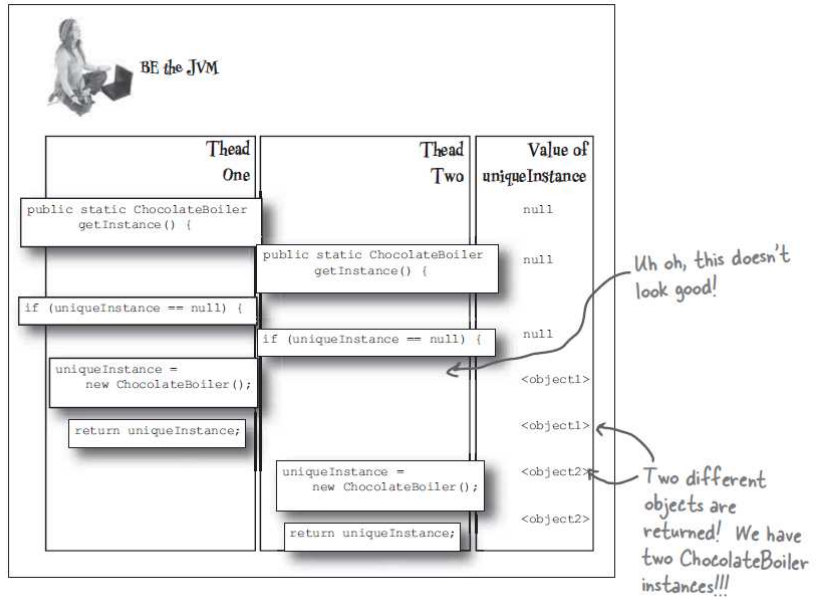 BE the JVM
Thead
One
Thead
Two
Value of
uniqueInstance
public static ChocolateBoiler
getInstance() {
null
public static ChocolateBoiler
getInstance() {
null
if (uniqueInstance == null) {
if (uniqueInstance == null) {
null
uniqueInstance =
new ChocolateBoiler();
<object1>
return uniqueInstance;
<object1>
uniqueInstance =
new ChocolateBoiler();
<object2>
return uniqueInstance;
<object2>
Uh oh, this doesn't
look good!
Two different
objects are
returned! We have
two ChocolateBoiler
instances!!!